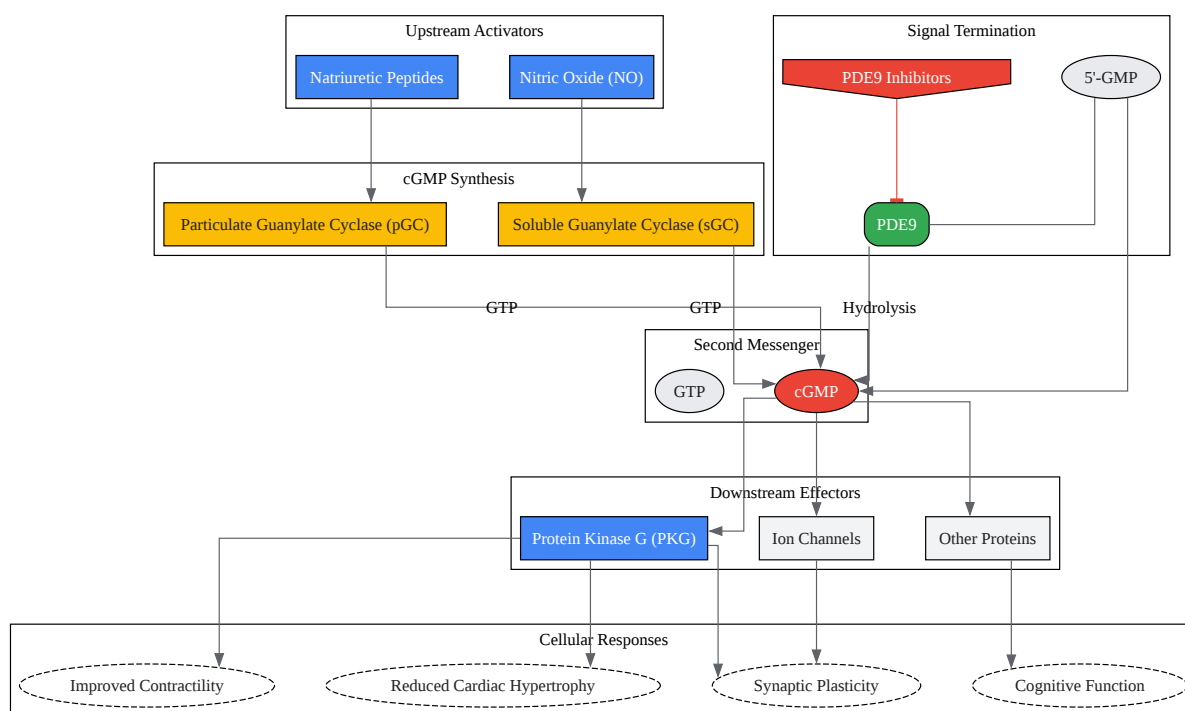 Upstream Activators
Signal Termination
Natriuretic Peptides
Nitric Oxide (NO)
PDE9 Inhibitors
5'-GMP
cGMP Synthesis
Particulate Guanylate Cyclase (pGC)
Soluble Guanylate Cyclase (sGC)
PDE9
GTP
GTP
Hydrolysis
Second Messenger
GTP
cGMP
Downstream Effectors
Protein Kinase G (PKG)
Ion Channels
Other Proteins
Cellular Responses
Improved Contractility
Reduced Cardiac Hypertrophy
Synaptic Plasticity
Cognitive Function